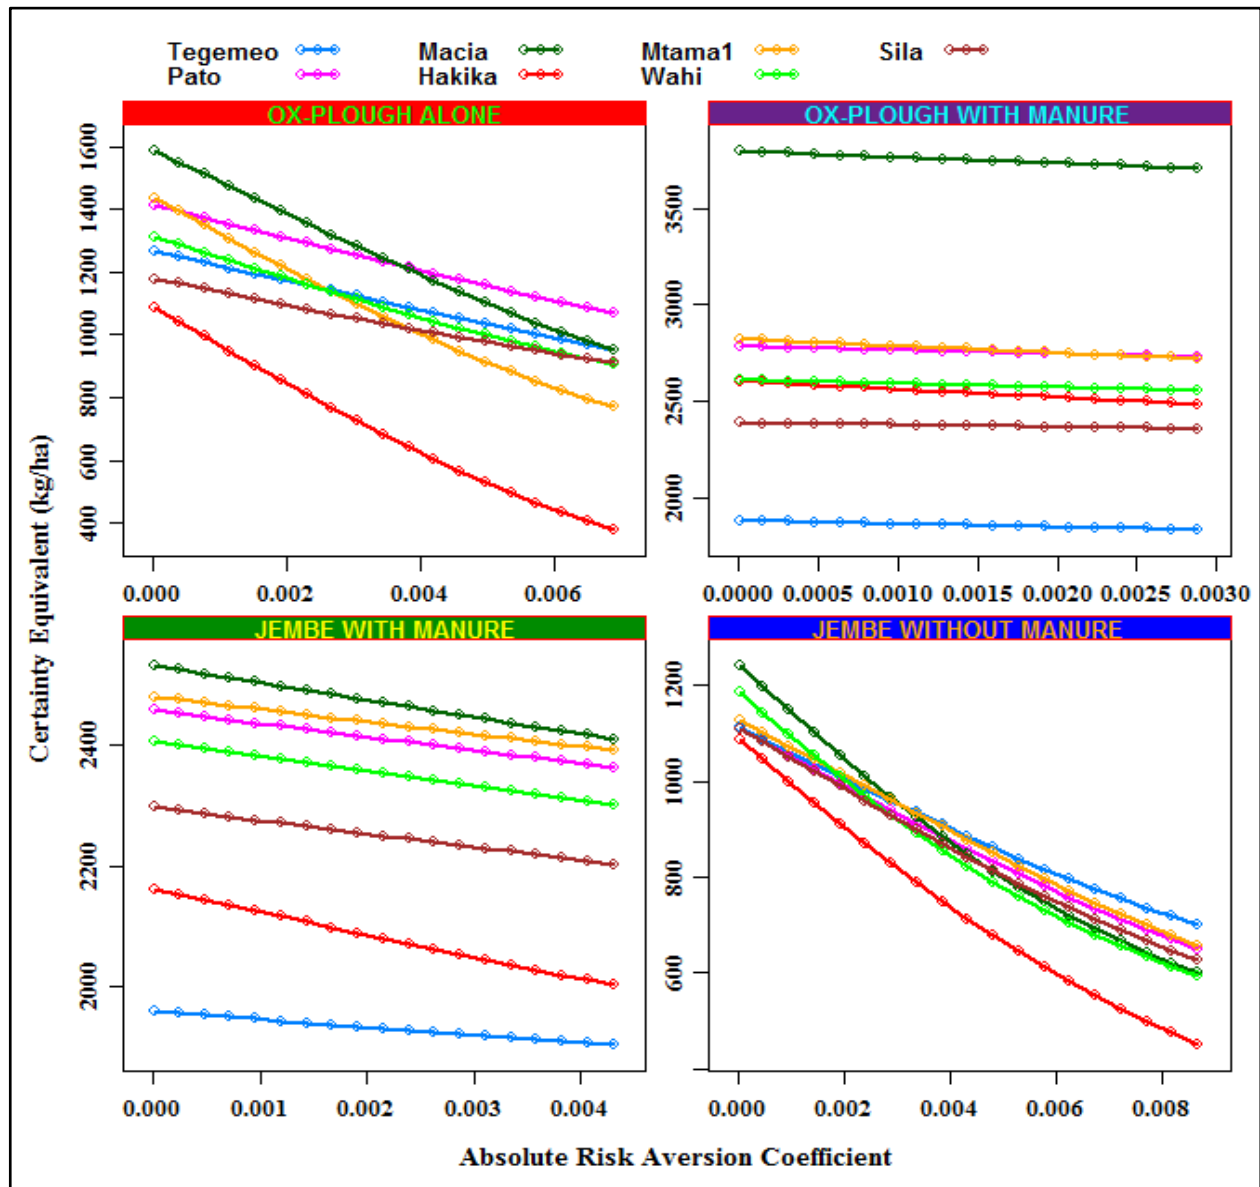 Tegemeo Macia Mtama1 Sila
Pato Hakika Wahi
OX-PLOUGH ALONE
1600
1400
1200
1000
800
600
400
0.000 0.002 0.004 0.006
OX-PLOUGH WITH MANURE
3500
3000
2500
2000
0.0000 0.0005 0.0010 0.0015 0.0020 0.0025 0.0030
Certainty Equivalent (kg/ha)
JEMBE WITH MANURE
2400
2200
2000
0.000 0.001 0.002 0.003 0.004
JEMBE WITHOUT MANURE
1200
1000
800
600
0.000 0.002 0.004 0.006 0.008
Absolute Risk Aversion Coefficient